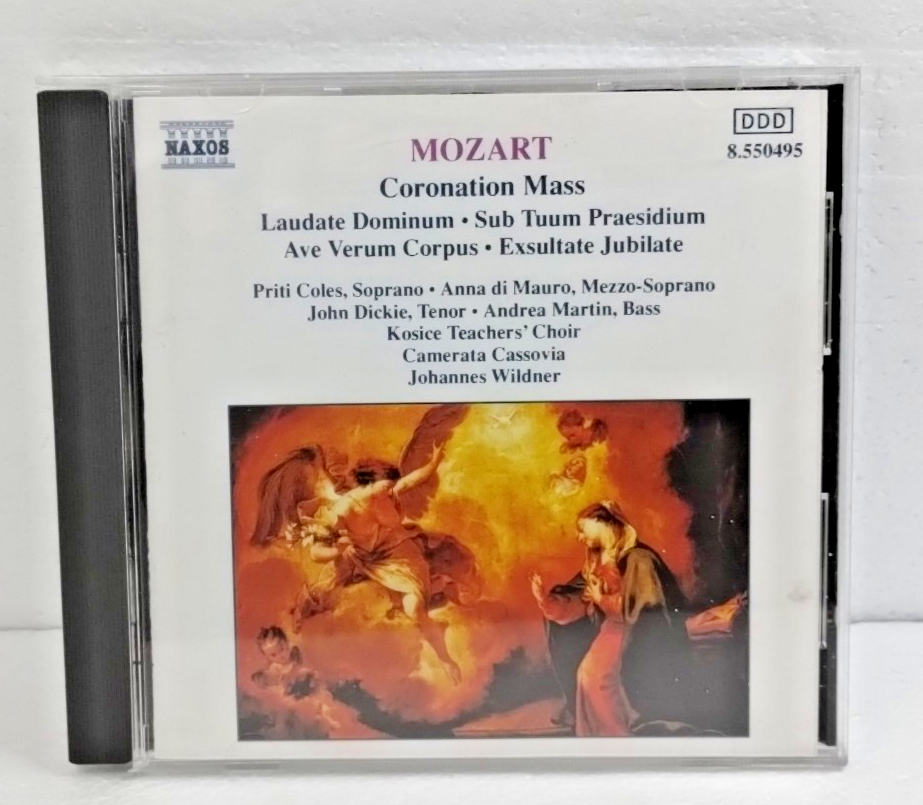 NAXOS
DDD
8.550495
MOZART
Coronation Mass
Laudate Dominum • Sub Tuum Praesidium
Ave Verum Corpus • Exsultate Jubilate
Priti Coles, Soprano • Anna di Mauro, Mezzo-Soprano
John Dickie, Tenor • Andrea Martin, Bass
Kosice Teachers' Choir
Camerata Cassovia
Johannes Wildner